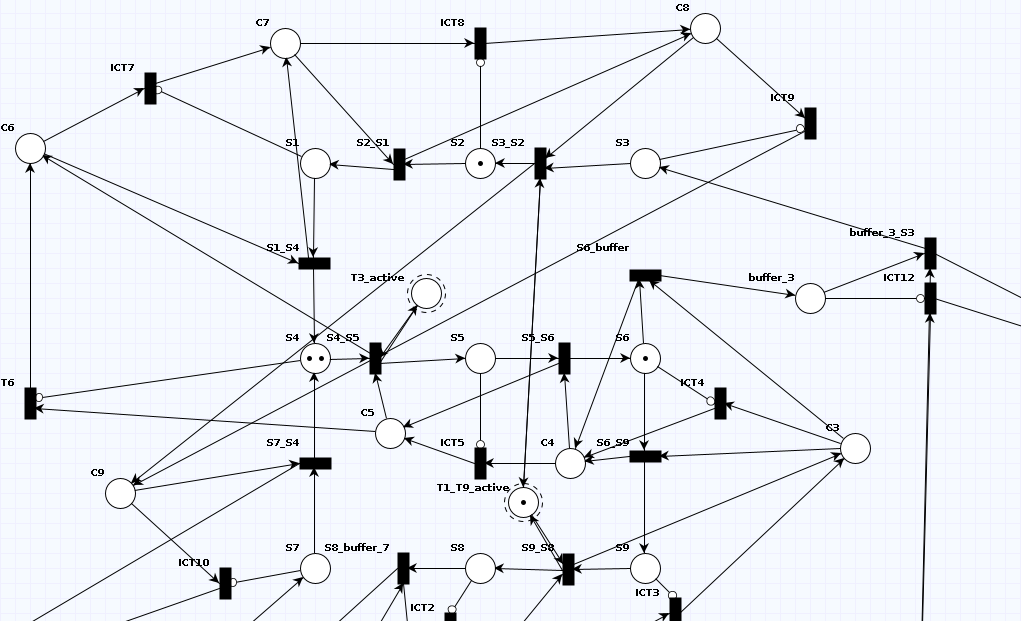 C8
C7
ICT8
ICT7
ICT9
C6
S1
S2_S1
S2
S3_S2
S3
buffer_3_S3
S1_S4
S6_buffer
T3_active
buffer_3
ICT12
S4
S4_S5
S5
S5_S6
S6
T6
ICT4
C5
C3
S7_S4
ICT5
C4
S6_S9
C9
T1_T9_active
S7
S8_buffer_7
S8
S9_S8
S9
ICT10
ICT3
ICT2